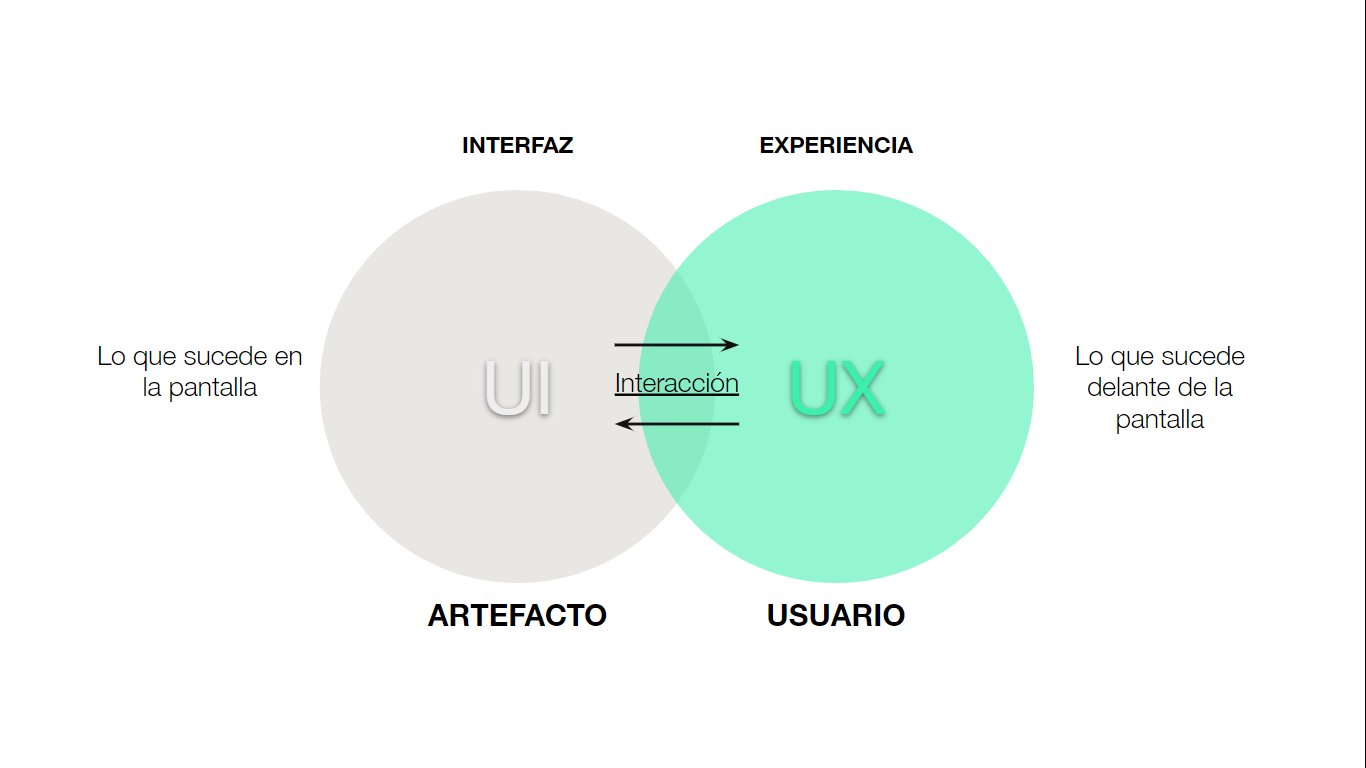 INTERFAZ
EXPERIENCIA
Lo que sucede en
la pantalla
UI
Interacción
UX
Lo que sucede
delante de la
pantalla
ARTEFACTO
USUARIO